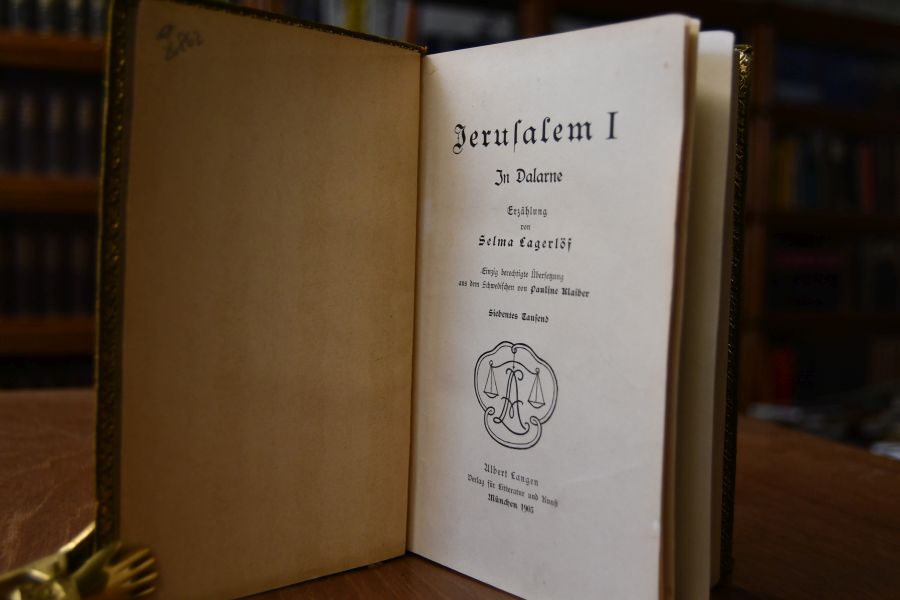 Jeruſalem I
In Dalarne
Erzählung
von
Selma Lagerlöf
Einzig berechtigte Überſetzung
aus dem Schwediſchen von Pauline Klaiber
Siebentes Tauſend
Albert Langen
Verlag für Litteratur und Kunſt
München 1905